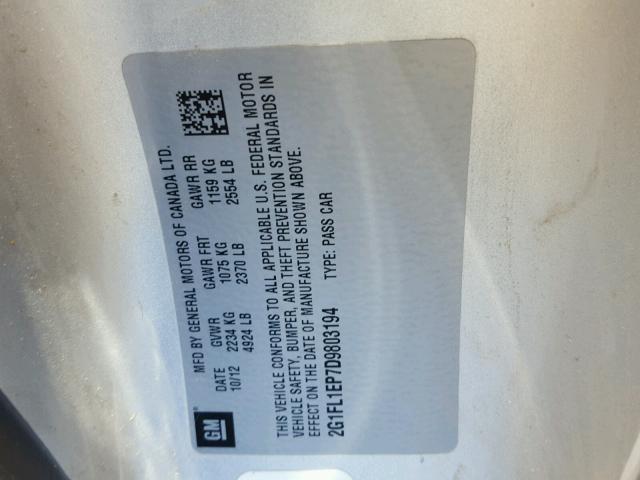 MFD BY GENERAL MOTORS OF CANADA LTD.
DATE GVWR GAWR FRT GAWR RR
10/12 2234 KG 1075 KG 1159 KG
4924 LB 2370 LB 2554 LB
GM
THIS VEHICLE CONFORMS TO ALL APPLICABLE U.S. FEDERAL MOTOR
VEHICLE SAFETY, BUMPER, AND THEFT PREVENTION STANDARDS IN
EFFECT ON THE DATE OF MANUFACTURE SHOWN ABOVE.
2G1FL1EP7D9803194 TYPE: PASS CAR